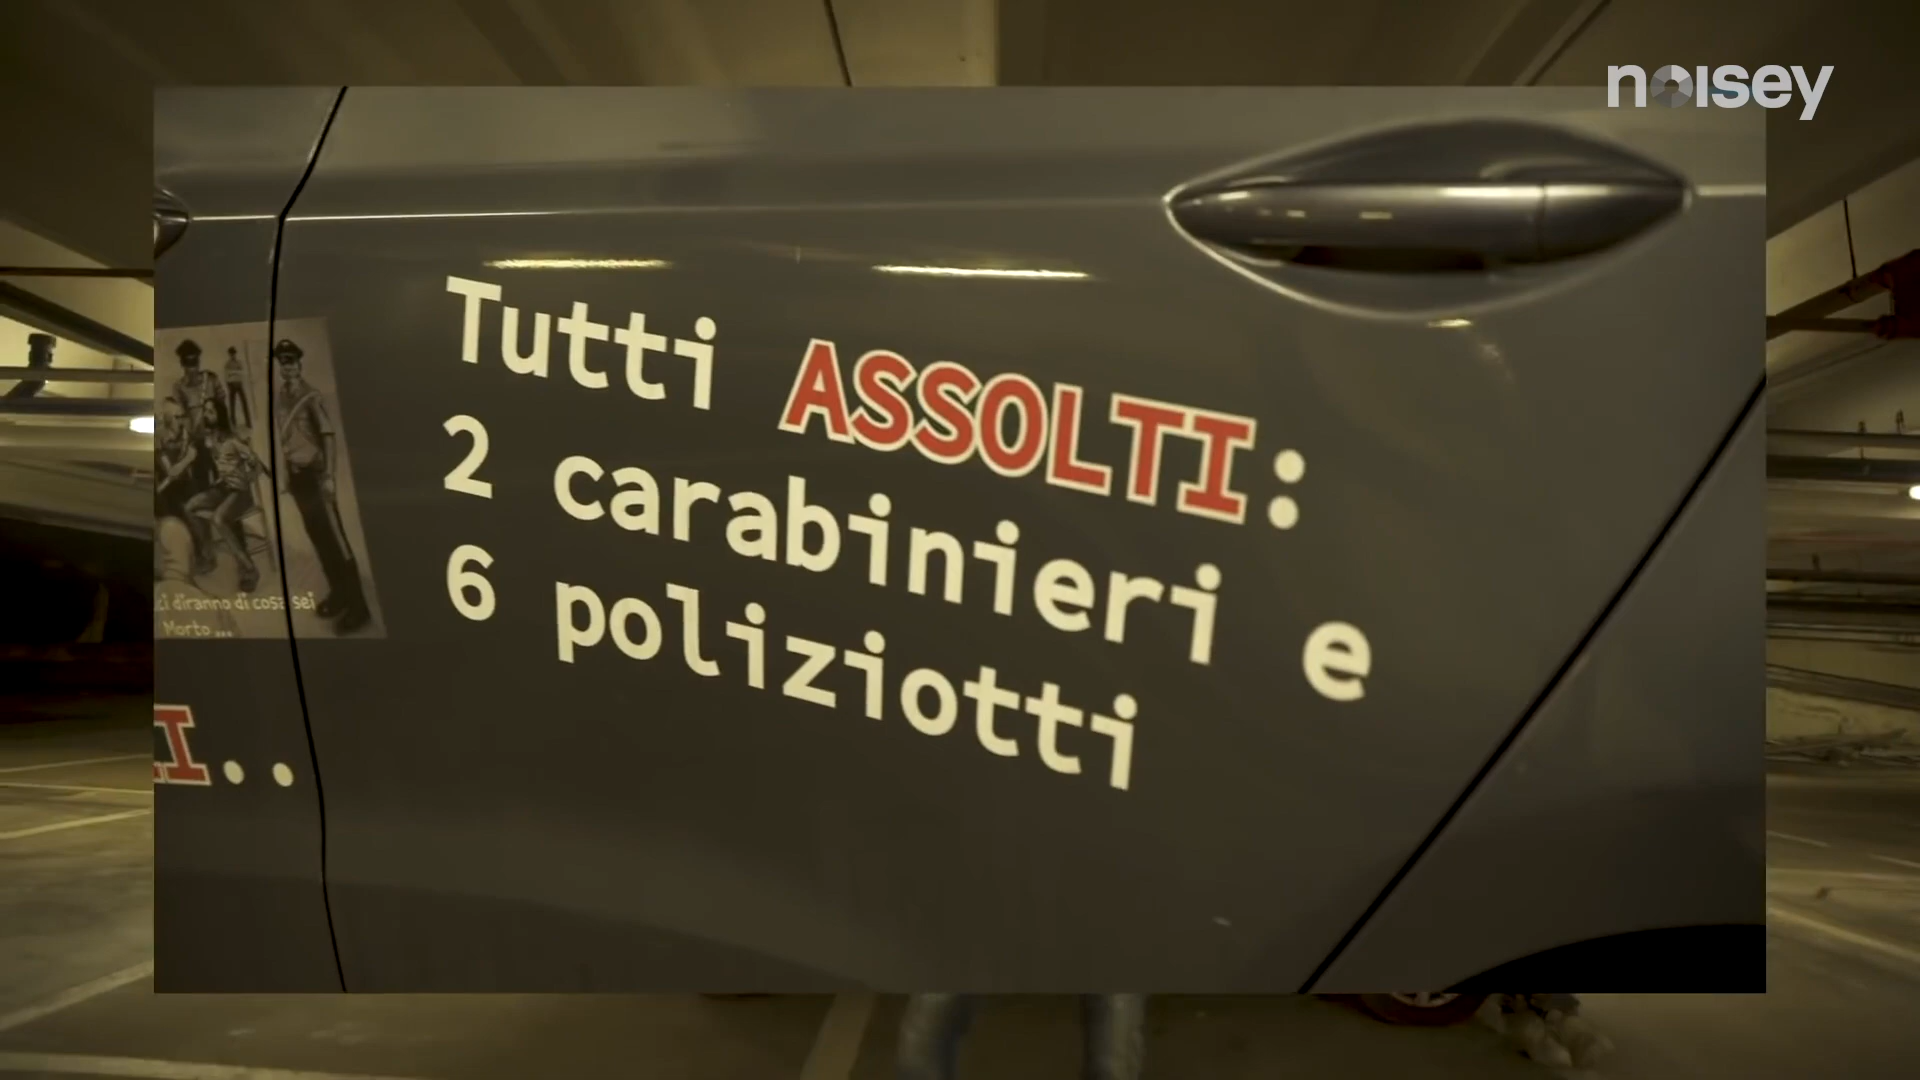 noisey
Tutti ASSOLTI:
2 carabinieri e
6 poliziotti
ci diranno di cosa sei
Morto ...
I..